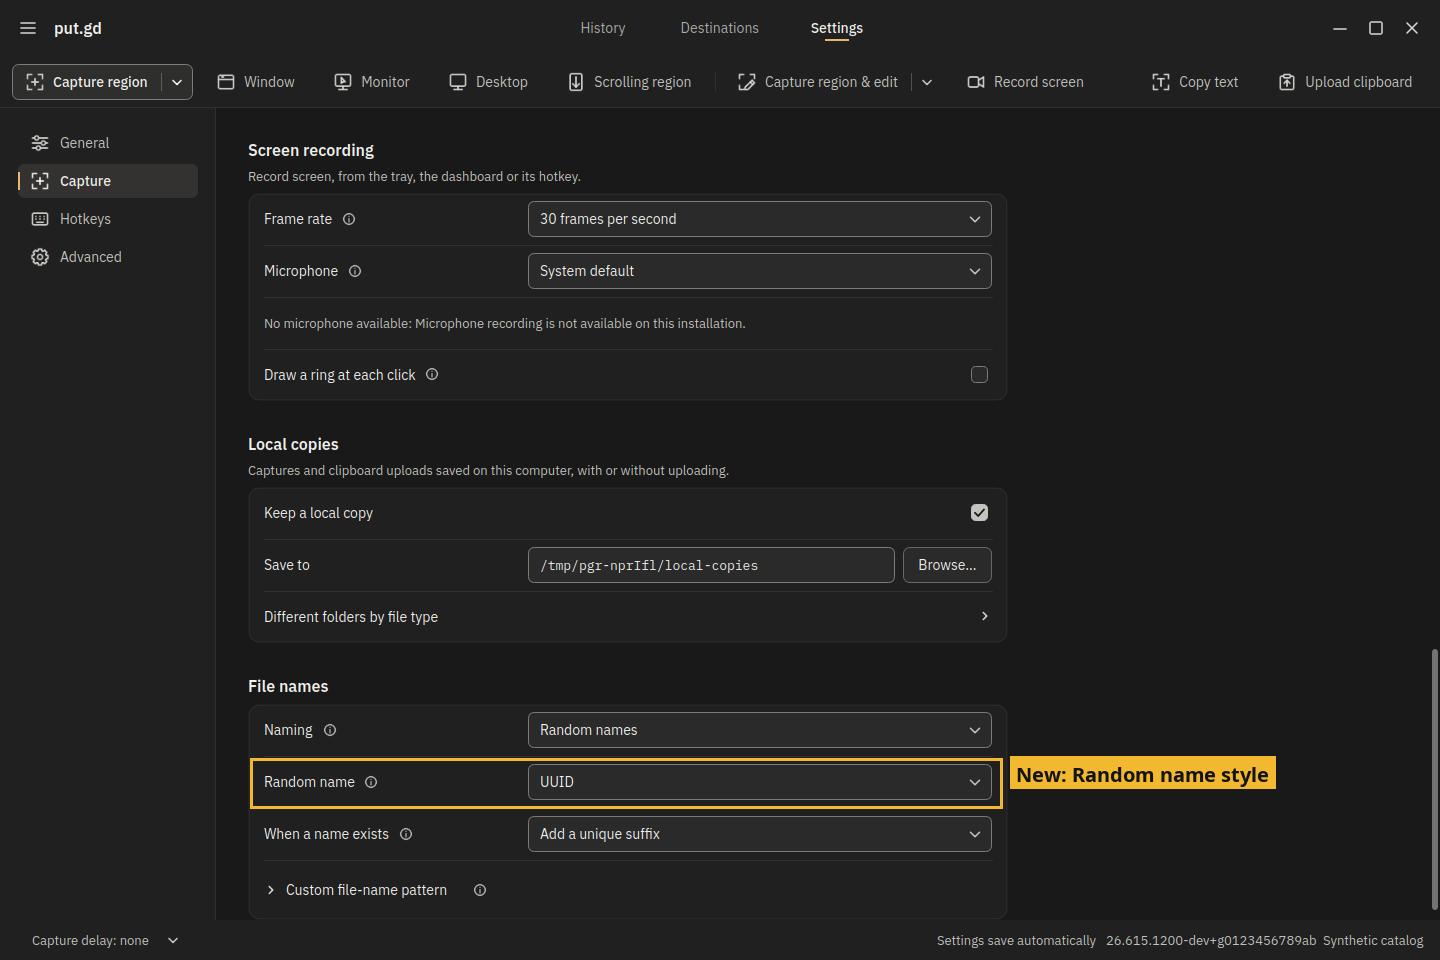 put.gd
History
Destinations
Settings
Capture region
Window
Monitor
Desktop
Scrolling region
Capture region & edit
Record screen
Copy text
Upload clipboard
General
Capture
Hotkeys
Advanced
Screen recording
Record screen, from the tray, the dashboard or its hotkey.
Frame rate
30 frames per second
Microphone
System default
No microphone available: Microphone recording is not available on this installation.
Draw a ring at each click
Local copies
Captures and clipboard uploads saved on this computer, with or without uploading.
Keep a local copy
Save to
/tmp/pgr-nprIfl/local-copies
Browse...
Different folders by file type
File names
Naming
Random names
Random name
UUID
New: Random name style
When a name exists
Add a unique suffix
Custom file-name pattern
Capture delay: none
Settings save automatically
26.615.1200-dev+g0123456789ab
Synthetic catalog